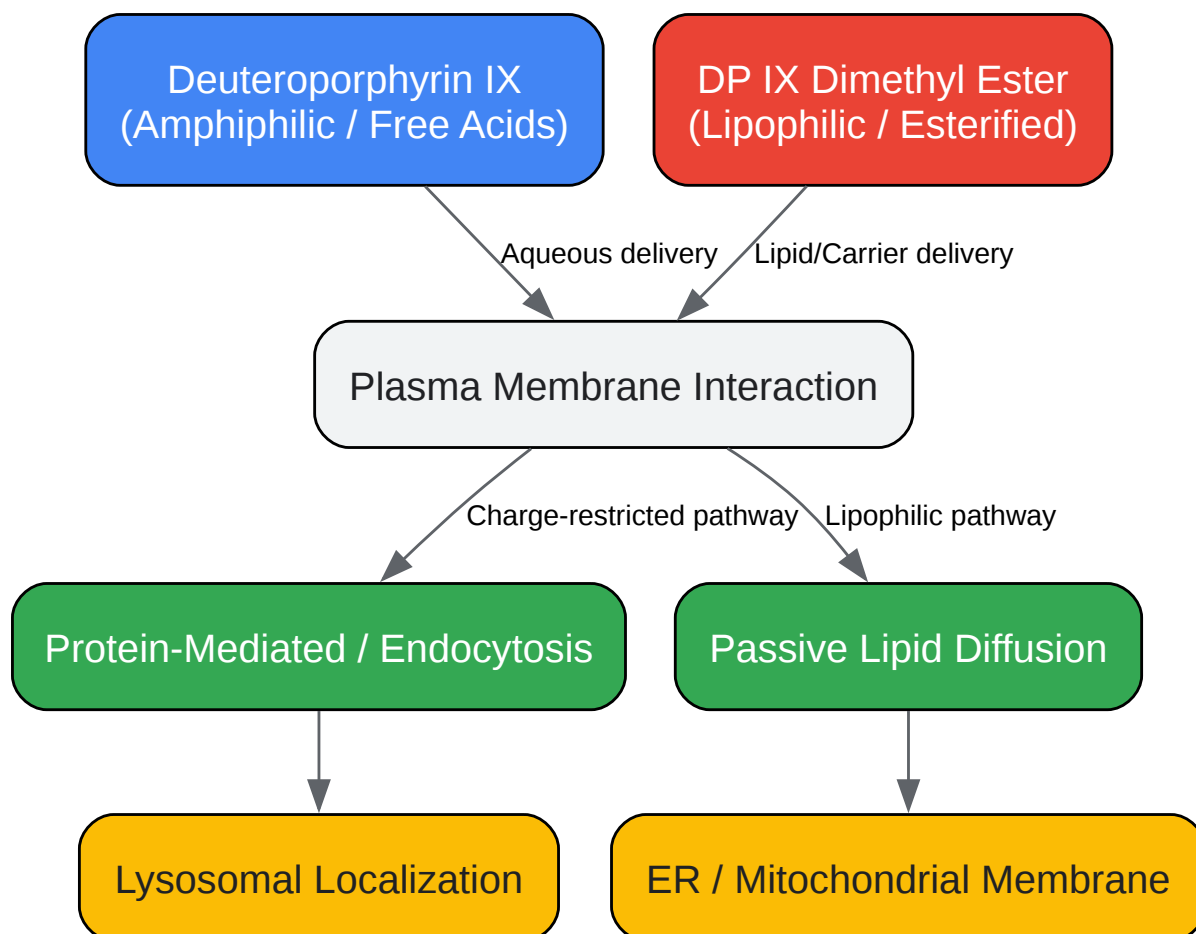 Deuteroporphyrin IX
(Amphiphilic / Free Acids)
DP IX Dimethyl Ester
(Lipophilic / Esterified)
Aqueous delivery
Lipid/Carrier delivery
Plasma Membrane Interaction
Charge-restricted pathway
Lipophilic pathway
Protein-Mediated / Endocytosis
Passive Lipid Diffusion
Lysosomal Localization
ER / Mitochondrial Membrane